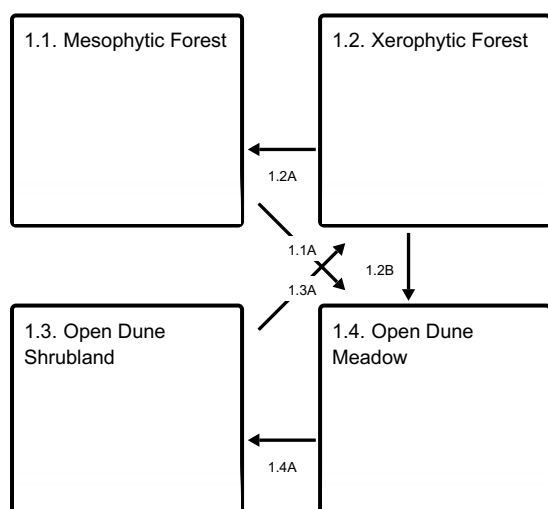 1.1. Mesophytic Forest
1.2. Xerophytic Forest
1.2A
1.1A
1.2B
1.3A
1.3. Open Dune
Shrubland
1.4. Open Dune
Meadow
1.4A